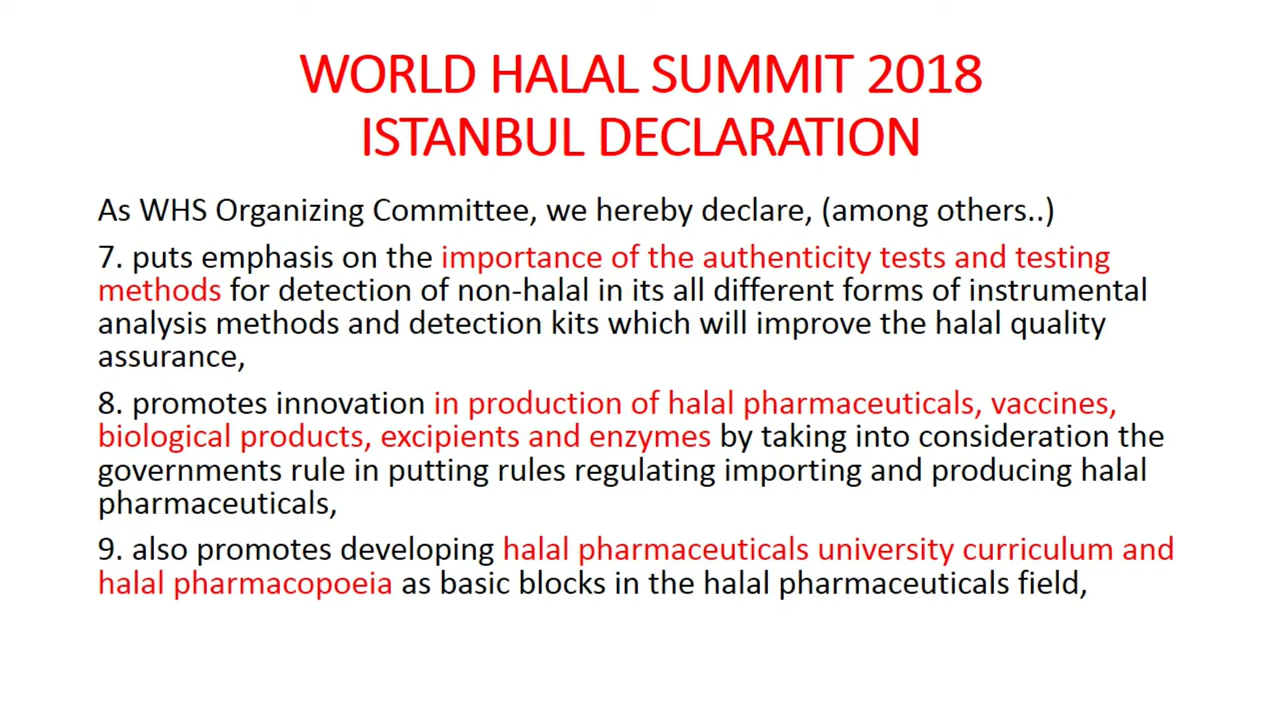 WORLD HALAL SUMMIT 2018
ISTANBUL DECLARATION
As WHS Organizing Committee, we hereby declare, (among others..)
7. puts emphasis on the importance of the authenticity tests and testing
methods for detection of non-halal in its all different forms of instrumental
analysis methods and detection kits which will improve the halal quality
assurance,
8. promotes innovation in production of halal pharmaceuticals, vaccines,
biological products, excipients and enzymes by taking into consideration the
governments rule in putting rules regulating importing and producing halal
pharmaceuticals,
9. also promotes developing halal pharmaceuticals university curriculum and
halal pharmacopoeia as basic blocks in the halal pharmaceuticals field,